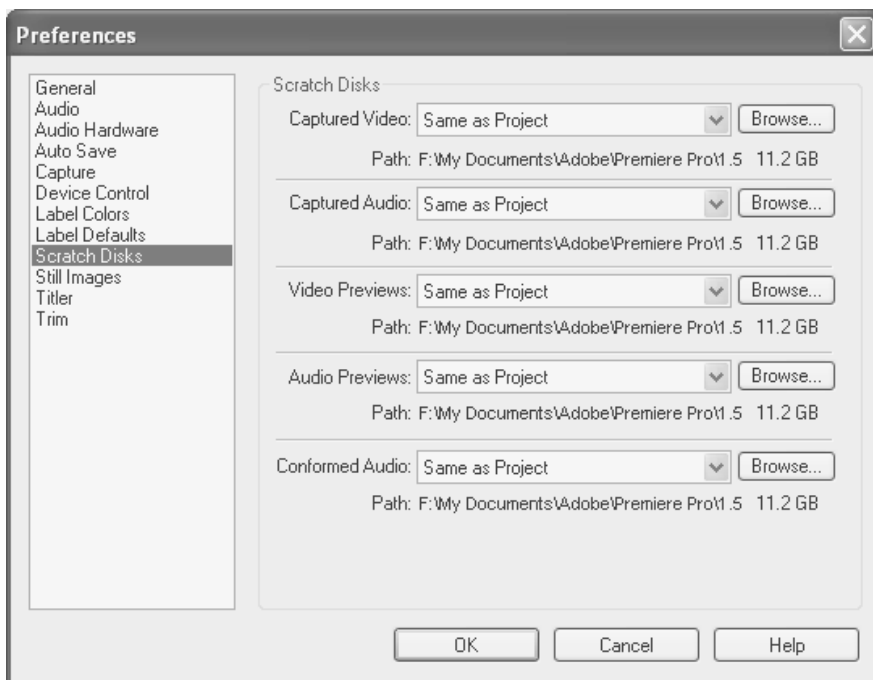 Preferences
General
Audio
Audio Hardware
Auto Save
Capture
Device Control
Label Colors
Label Defaults
Scratch Disks
Still Images
Titler
Trim
Scratch Disks
Captured Video: Same as Project Browse...
Path: F:\My Documents\Adobe\Premiere Pro\1.5 11.2 GB
Captured Audio: Same as Project Browse...
Path: F:\My Documents\Adobe\Premiere Pro\1.5 11.2 GB
Video Previews: Same as Project Browse...
Path: F:\My Documents\Adobe\Premiere Pro\1.5 11.2 GB
Audio Previews: Same as Project Browse...
Path: F:\My Documents\Adobe\Premiere Pro\1.5 11.2 GB
Conformed Audio: Same as Project Browse...
Path: F:\My Documents\Adobe\Premiere Pro\1.5 11.2 GB
OK Cancel Help